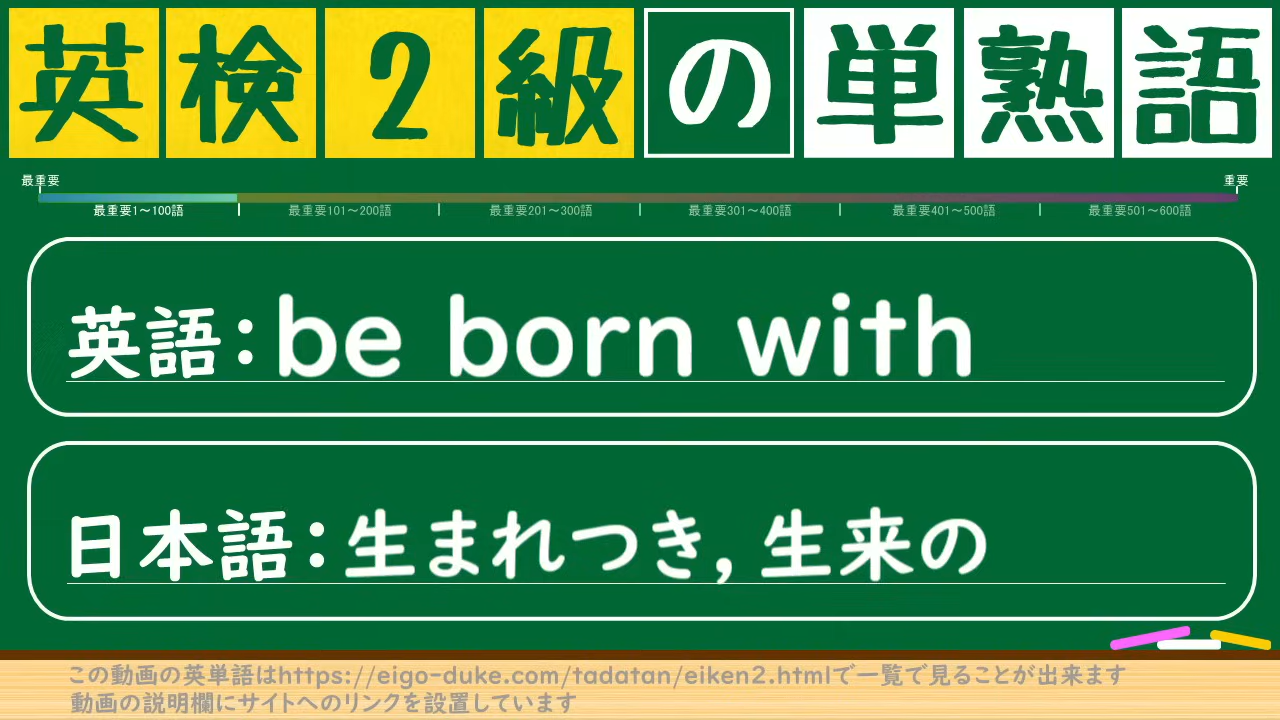 英検2級の単熟語
最重要 重要
最重要1～100語 最重要101～200語 最重要201～300語 最重要301～400語 最重要401～500語 最重要501～600語
英語：be born with
日本語：生まれつき, 生来の
この動画の英単語はhttps://eigo-duke.com/tadatan/eiken2.htmlで一覧で見ることが出来ます
動画の説明欄にサイトへのリンクを設置しています